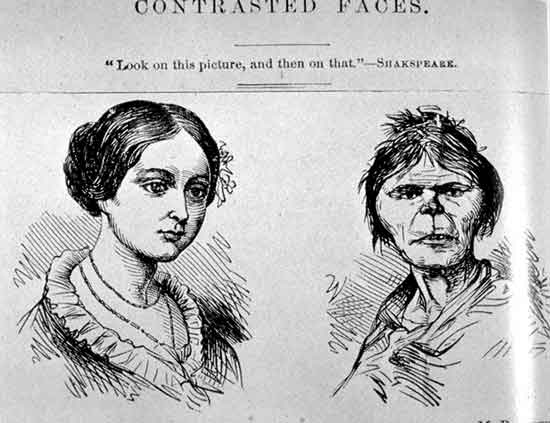 CONTRASTED FACES.
"Look on this picture, and then on that."—SHAKSPEARE.